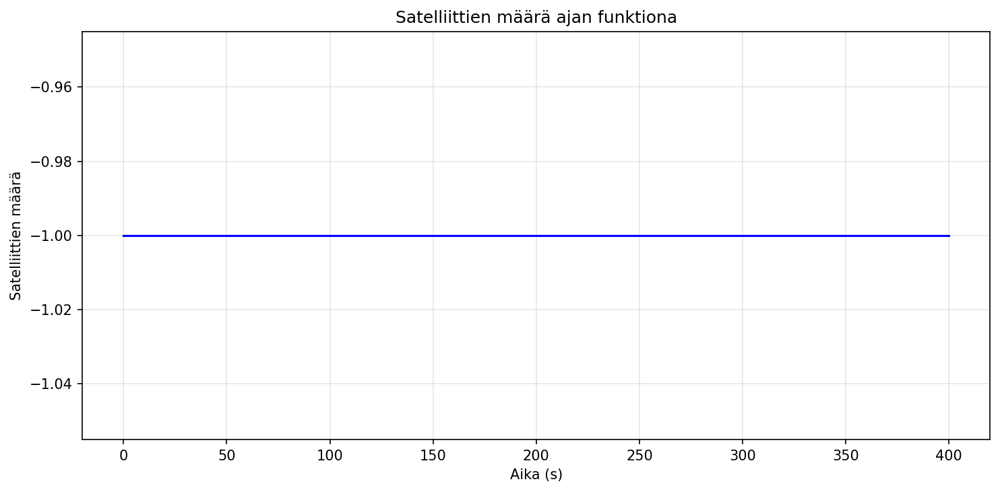 Satelliittien määrä ajan funktiona
Satelliittien määrä
−0.96
−0.98
−1.00
−1.02
−1.04
0 50 100 150 200 250 300 350 400
Aika (s)